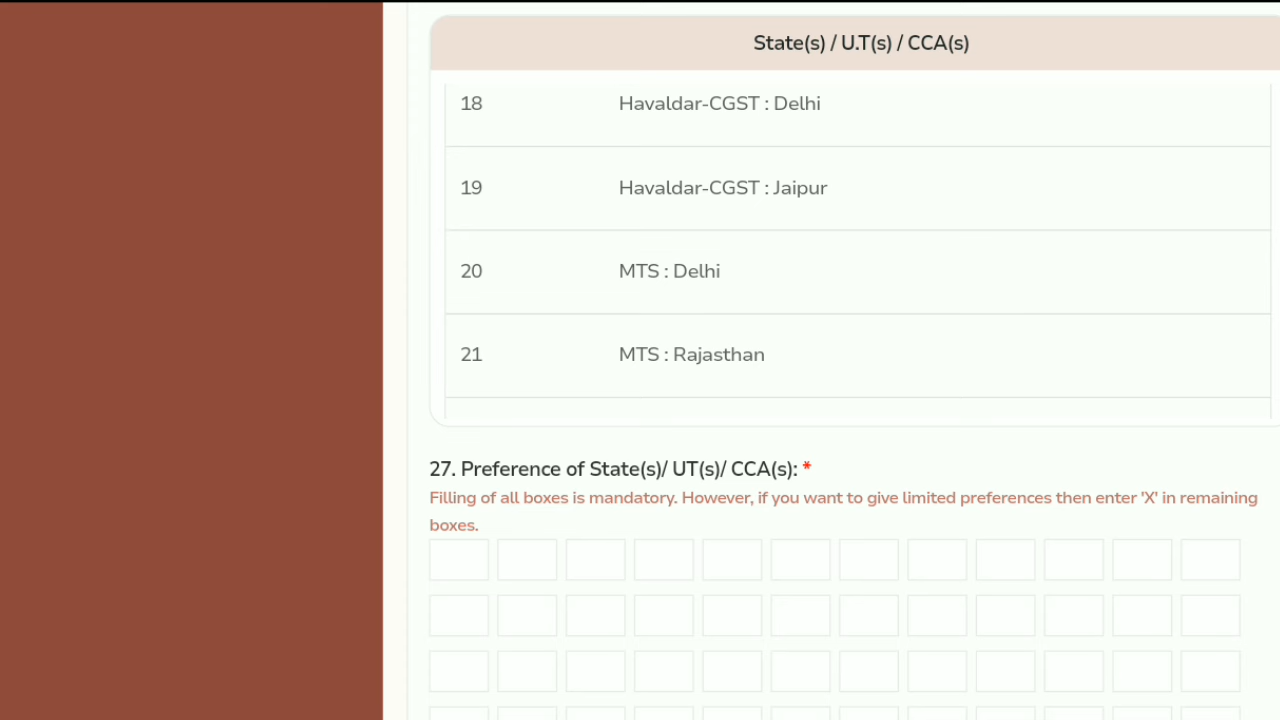 State(s) / U.T(s) / CCA(s)
18 Havaldar-CGST : Delhi
19 Havaldar-CGST : Jaipur
20 MTS : Delhi
21 MTS : Rajasthan
27. Preference of State(s)/ UT(s)/ CCA(s): *
Filling of all boxes is mandatory. However, if you want to give limited preferences then enter 'X' in remaining
boxes.